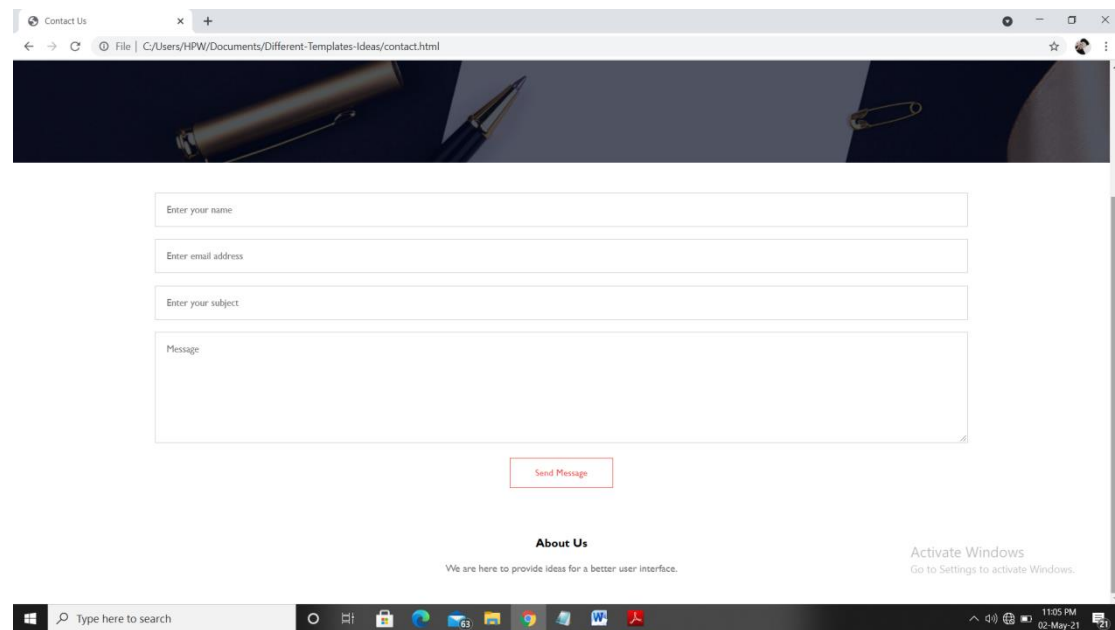 Contact Us
File | C:/Users/HPW/Documents/Different-Templates-Ideas/contact.html
Enter your name
Enter email address
Enter your subject
Message
Send Message
About Us
We are here to provide ideas for a better user interface.
Activate Windows
Go to Settings to activate Windows.
Type here to search
63
W
11:05 PM
02-May-21
21